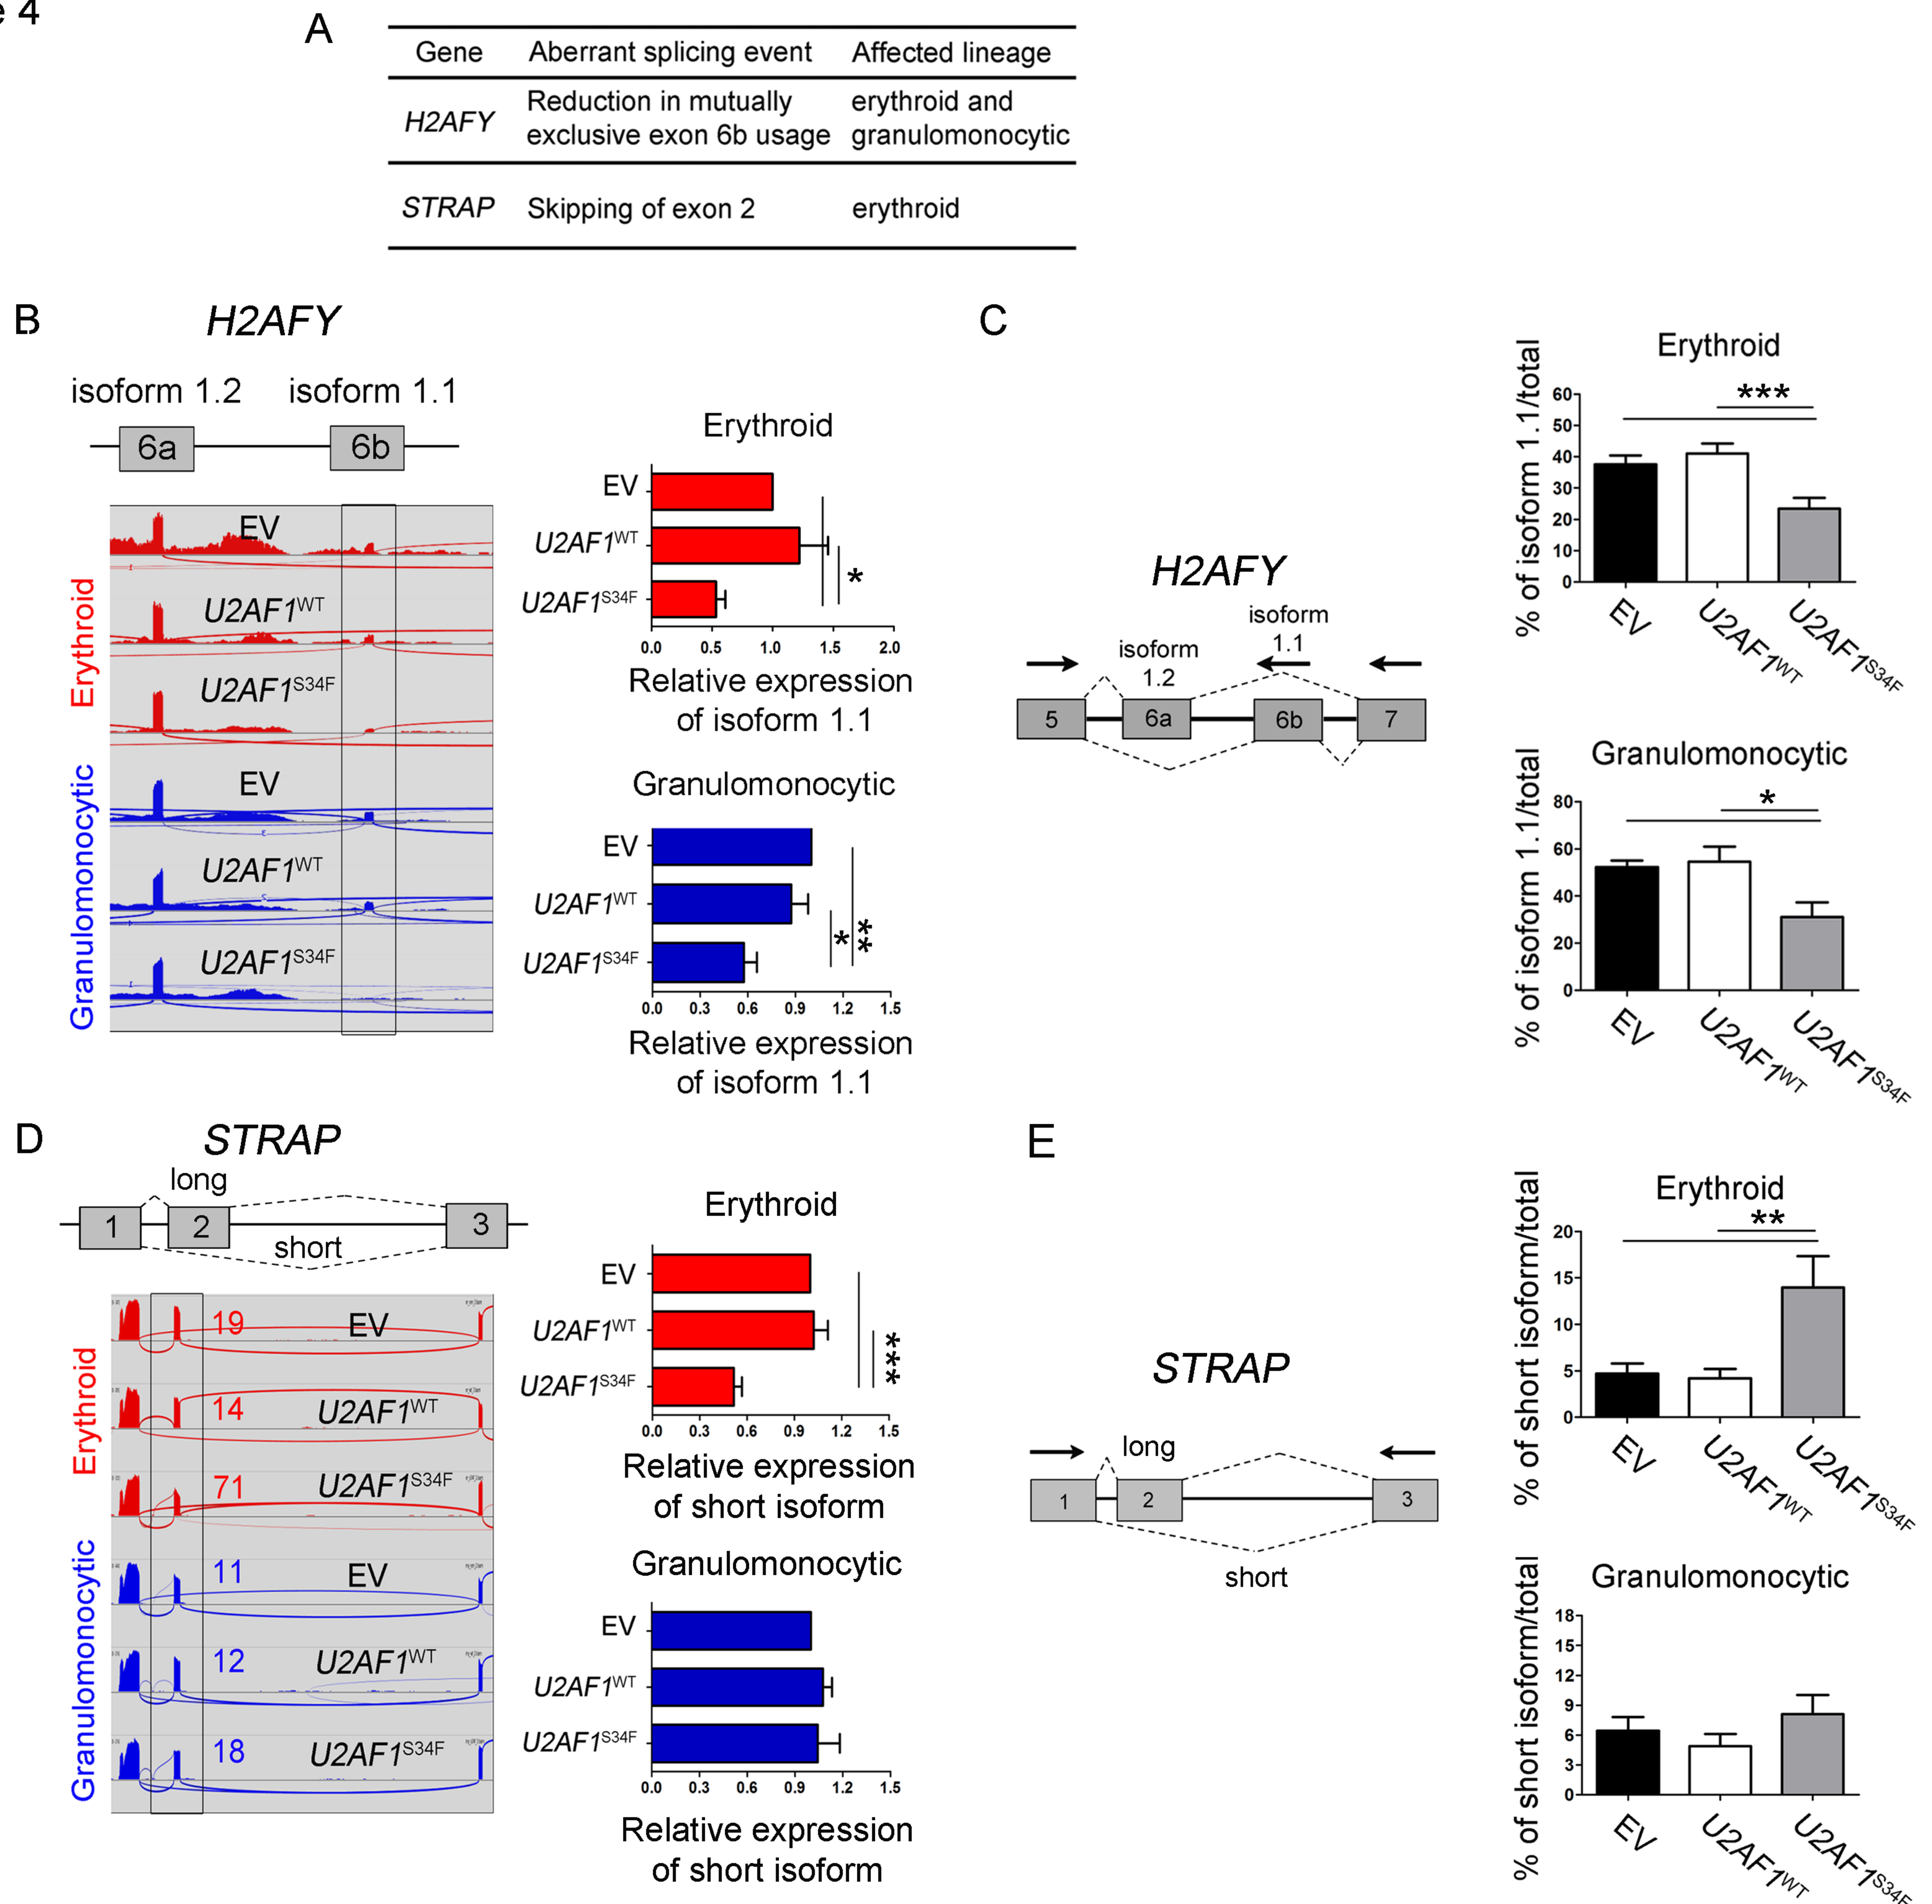 e 4
A
Gene Aberrant splicing event Affected lineage
H2AFY Reduction in mutually exclusive exon 6b usage erythroid and granulomonocytic
STRAP Skipping of exon 2 erythroid
B
H2AFY
isoform 1.2 isoform 1.1
6a 6b
Erythroid
EV
U2AF1WT
U2AF1S34F
Granulomonocytic
EV
U2AF1WT
U2AF1S34F
Erythroid
EV
U2AF1WT
U2AF1S34F
*
0.0 0.5 1.0 1.5 2.0
Relative expression
of isoform 1.1
Granulomonocytic
EV
U2AF1WT
U2AF1S34F
* **
0.0 0.3 0.6 0.9 1.2 1.5
Relative expression
of isoform 1.1
C
H2AFY
isoform
1.2
isoform
1.1
5 6a 6b 7
Erythroid
% of isoform 1.1/total
***
60
50
40
30
20
10
0
EV U2AF1WT U2AF1S34F
Granulomonocytic
% of isoform 1.1/total
*
80
60
40
20
0
EV U2AF1WT U2AF1S34F
D
STRAP
long
1 2 3
short
Erythroid
19 EV
14 U2AF1WT
71 U2AF1S34F
Granulomonocytic
11 EV
12 U2AF1WT
18 U2AF1S34F
Erythroid
EV
U2AF1WT
U2AF1S34F
***
0.0 0.3 0.6 0.9 1.2 1.5
Relative expression
of short isoform
Granulomonocytic
EV
U2AF1WT
U2AF1S34F
0.0 0.3 0.6 0.9 1.2 1.5
Relative expression
of short isoform
E
STRAP
long
1 2 3
short
Erythroid
% of short isoform/total
**
20
15
10
5
0
EV U2AF1WT U2AF1S34F
Granulomonocytic
% of short isoform/total
18
15
12
9
6
3
0
EV U2AF1WT U2AF1S34F